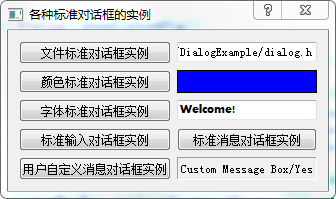 各种标准对话框的实例
文件标准对话框实例 DialogExample/dialog.h
颜色标准对话框实例
字体标准对话框实例 Welcome!
标准输入对话框实例 标准消息对话框实例
用户自定义消息对话框实例 Custom Message Box/Yes